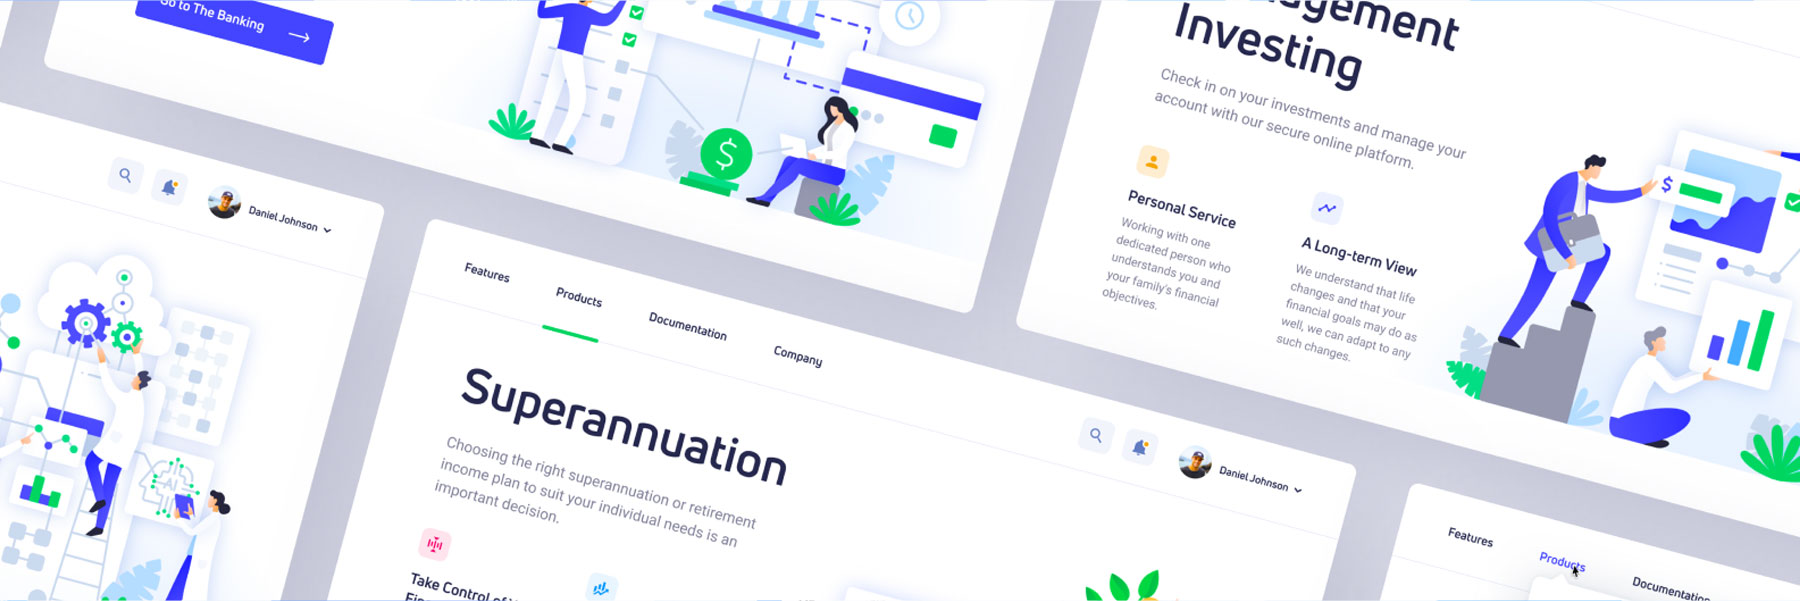 Go to The Banking
Daniel Johnson
Features
Products
Documentation
Company
Superannuation
Choosing the right superannuation or retirement
income plan to suit your individual needs is an
important decision.
Take Control of
Daniel Johnson
Investing
Check in on your investments and manage your
account with our secure online platform.
Personal Service
Working with one
dedicated person who
understands you and
your family's financial
objectives.
A Long-term View
We understand that life
changes and that your
financial goals may do as
well, we can adapt to any
such changes.
$
$
AI
Features
Products
Documentation